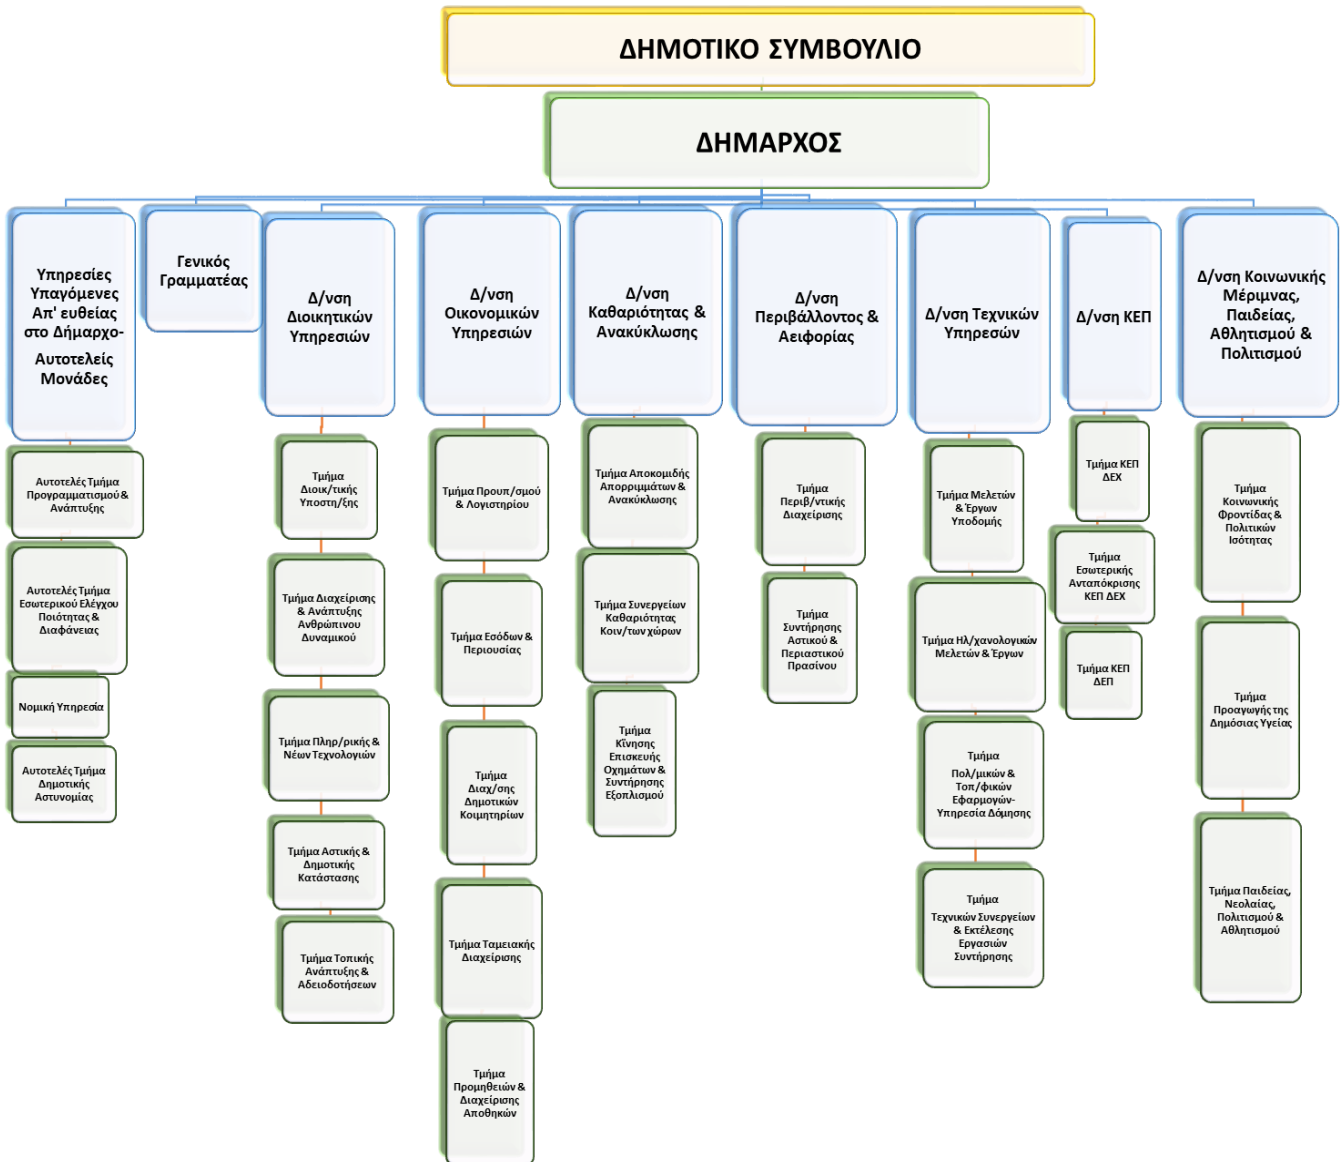 ΔΗΜΟΤΙΚΟ ΣΥΜΒΟΥΛΙΟ
ΔΗΜΑΡΧΟΣ
Υπηρεσίες
Υπαγόμενες
Απ' ευθείας
στο Δήμαρχο-
Αυτοτελείς
Μονάδες
Αυτοτελές Τμήμα
Προγραμματισμού &
Ανάπτυξης
Αυτοτελές Τμήμα
Εσωτερικού Ελέγχου
Ποιότητας &
Διαφάνειας
Νομική Υπηρεσία
Αυτοτελές Τμήμα
Δημοτικής
Αστυνομίας
Γενικός
Γραμματέας
Δ/νση
Διοικητικών
Υπηρεσιών
Τμήμα
Διοικ/τικής
Υποστη/ξης
Τμήμα Διαχείρισης
& Ανάπτυξης
Ανθρώπινου
Δυναμικού
Τμήμα Πληρ/ρικής &
Νέων Τεχνολογιών
Τμήμα Αστικής &
Δημοτικής
Κατάστασης
Τμήμα Τοπικής
Ανάπτυξης &
Αδειοδοτήσεων
Δ/νση
Οικονομικών
Υπηρεσιών
Τμήμα Προυπ/σμού
& Λογιστηρίου
Τμήμα Εσόδων &
Περιουσίας
Τμήμα
Διαχ/σης
Δημοτικών
Κοιμητηρίων
Τμήμα Ταμειακής
Διαχείρισης
Τμήμα
Προμηθειών &
Διαχείρισης
Αποθηκών
Δ/νση
Καθαριότητας &
Ανακύκλωσης
Τμήμα Αποκομιδής
Απορριμμάτων &
Ανακύκλωσης
Τμήμα Συνεργείων
Καθαριότητας
Κοιν/των χώρων
Τμήμα
Κϊνησης
Επισκευής
Οχημάτων &
Συντήρησης
Εξοπλισμού
Δ/νση
Περιβάλλοντος &
Αειφορίας
Τμήμα
Περιβ/ντικής
Διαχείρισης
Τμήμα
Συντήρησης
Αστικού &
Περιαστικού
Πρασίνου
Δ/νση Τεχνικών
Υπηρεσών
Τμήμα Μελετών
& Έργων
Υποδομής
Τμήμα Ηλ/χανολογικών
Μελετών & Έργων
Τμήμα
Πολ/μικών &
Τοπ/φικών
Εφαρμογών-
Υπηρεσία Δόμησης
Τμήμα
Τεχνικών Συνεργείων
& Εκτέλεσης
Εργασιών
Συντήρησης
Δ/νση ΚΕΠ
Τμήμα ΚΕΠ
ΔΕΧ
Τμήμα
Εσωτερικής
Ανταπόκρισης
ΚΕΠ ΔΕΧ
Τμήμα ΚΕΠ
ΔΕΠ
Δ/νση Κοινωνικής
Μέριμνας,
Παιδείας,
Αθλητισμού &
Πολιτισμού
Τμήμα
Κοινωνικής
Φροντίδας &
Πολιτικών
Ισότητας
Τμήμα
Προαγωγής της
Δημόσιας Υγείας
Τμήμα Παιδείας,
Νεολαίας,
Πολιτισμού &
Αθλητισμού